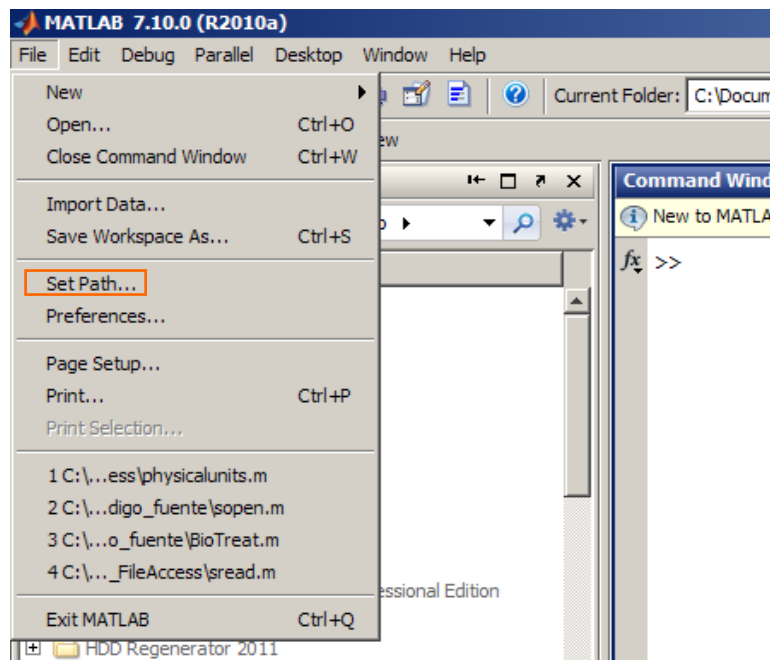 MATLAB 7.10.0 (R2010a)
File Edit Debug Parallel Desktop Window Help
Current Folder: C:\Docum
New
Open... Ctrl+O
Close Command Window Ctrl+W
Import Data...
Save Workspace As... Ctrl+S
Set Path...
Preferences...
Page Setup...
Print... Ctrl+P
Print Selection...
1 C:\...ess\physicalunits.m
2 C:\...digo_fuente\sopen.m
3 C:\...o_fuente\BioTreat.m
4 C:\..._FileAccess\sread.m
Exit MATLAB Ctrl+Q
ew
Command Wind
New to MATLA
fx >>
essional Edition
HDD Regenerator 2011